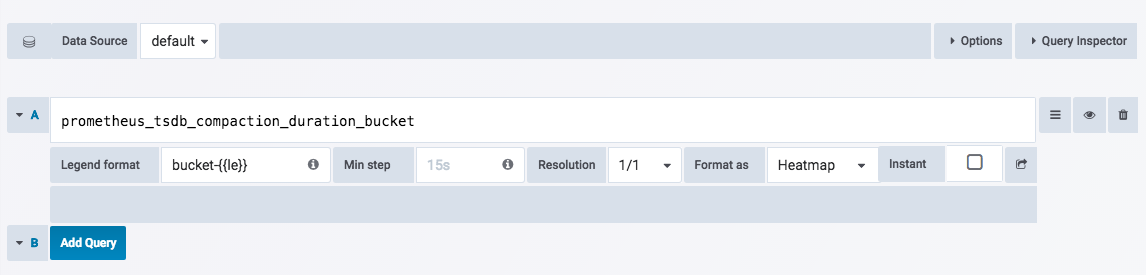 Data Source default Options Query Inspector
A prometheus_tsdb_compaction_duration_bucket
Legend format bucket-{{le}} Min step 15s Resolution 1/1 Format as Heatmap Instant
B Add Query